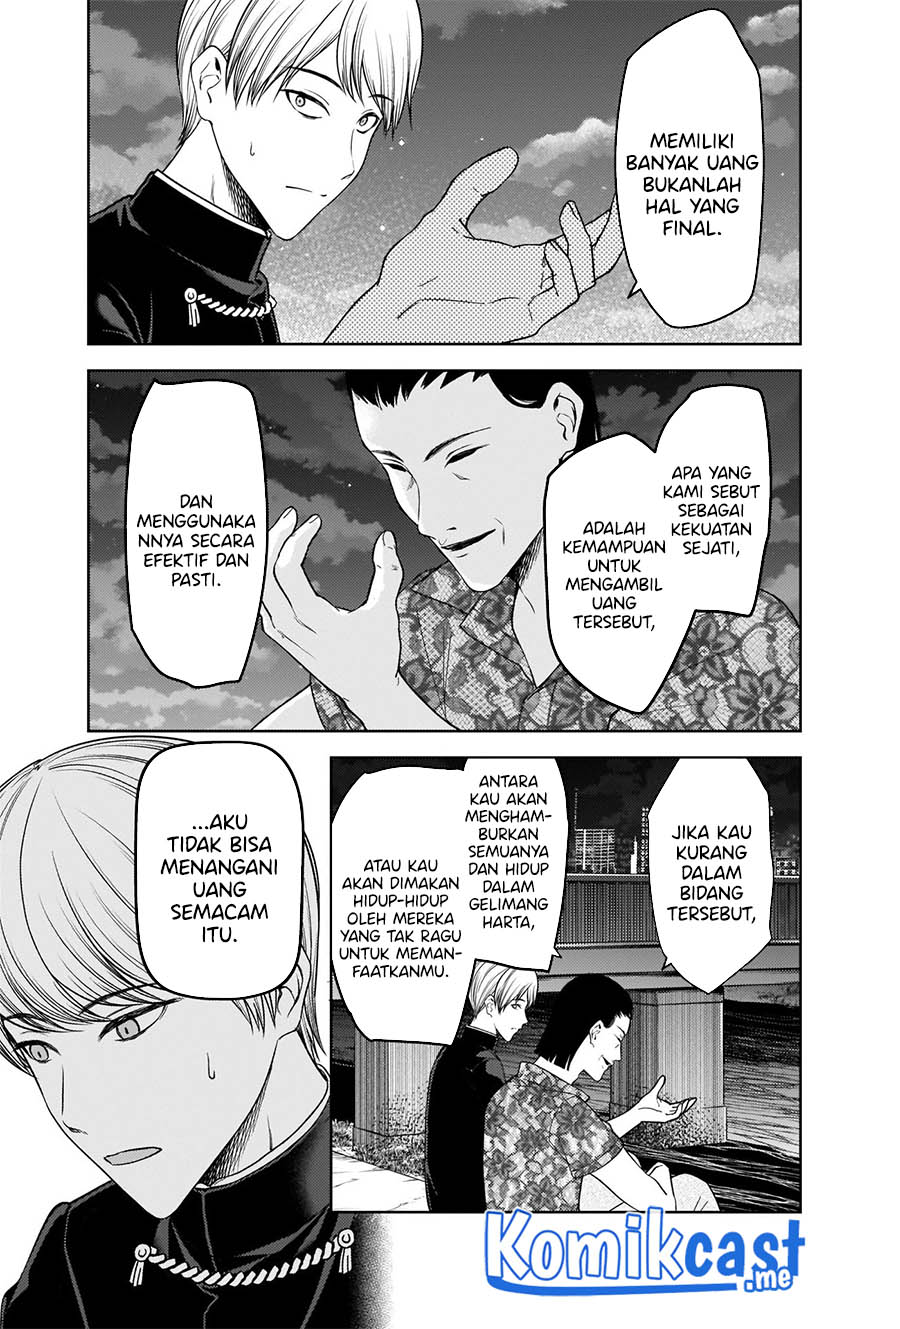 MEMILIKI
BANYAK UANG
BUKANLAH
HAL YANG
FINAL.
APA YANG
KAMI SEBUT
SEBAGAI
KEKUATAN
SEJATI,
ADALAH
KEMAMPUAN
UNTUK
MENGAMBIL
UANG
TERSEBUT,
DAN
MENGGUNAKA
NNYA SECARA
EFEKTIF DAN
PASTI.
JIKA KAU
KURANG
DALAM
BIDANG
TERSEBUT,
ANTARA
KAU AKAN
MENGHAM-
BURKAN
SEMUANYA
DAN HIDUP
DALAM
GELIMANG
HARTA,
ATAU KAU
AKAN DIMAKAN
HIDUP-HIDUP
OLEH MEREKA
YANG TAK RAGU
UNTUK MEMAN-
FAATKANMU.
...AKU
TIDAK BISA
MENANGANI
UANG
SEMACAM
ITU.
Komikcast
.me